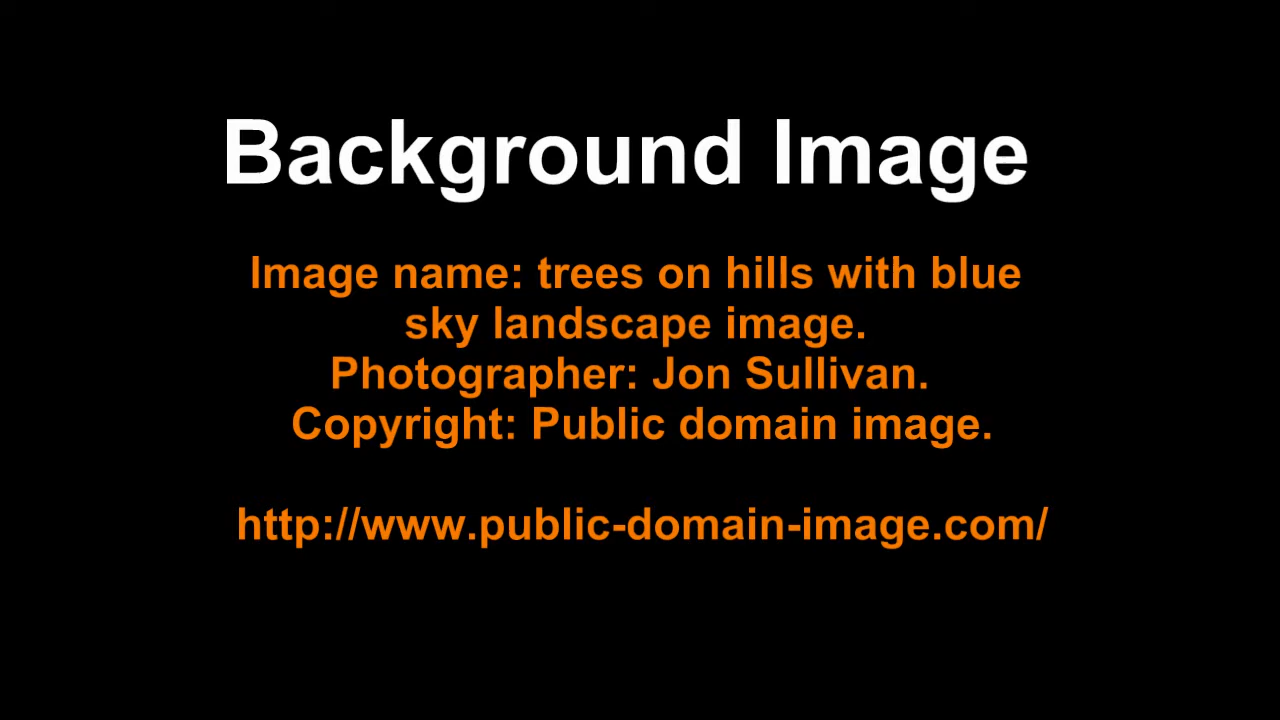 Background Image
Image name: trees on hills with blue
sky landscape image.
Photographer: Jon Sullivan.
Copyright: Public domain image.
http://www.public-domain-image.com/